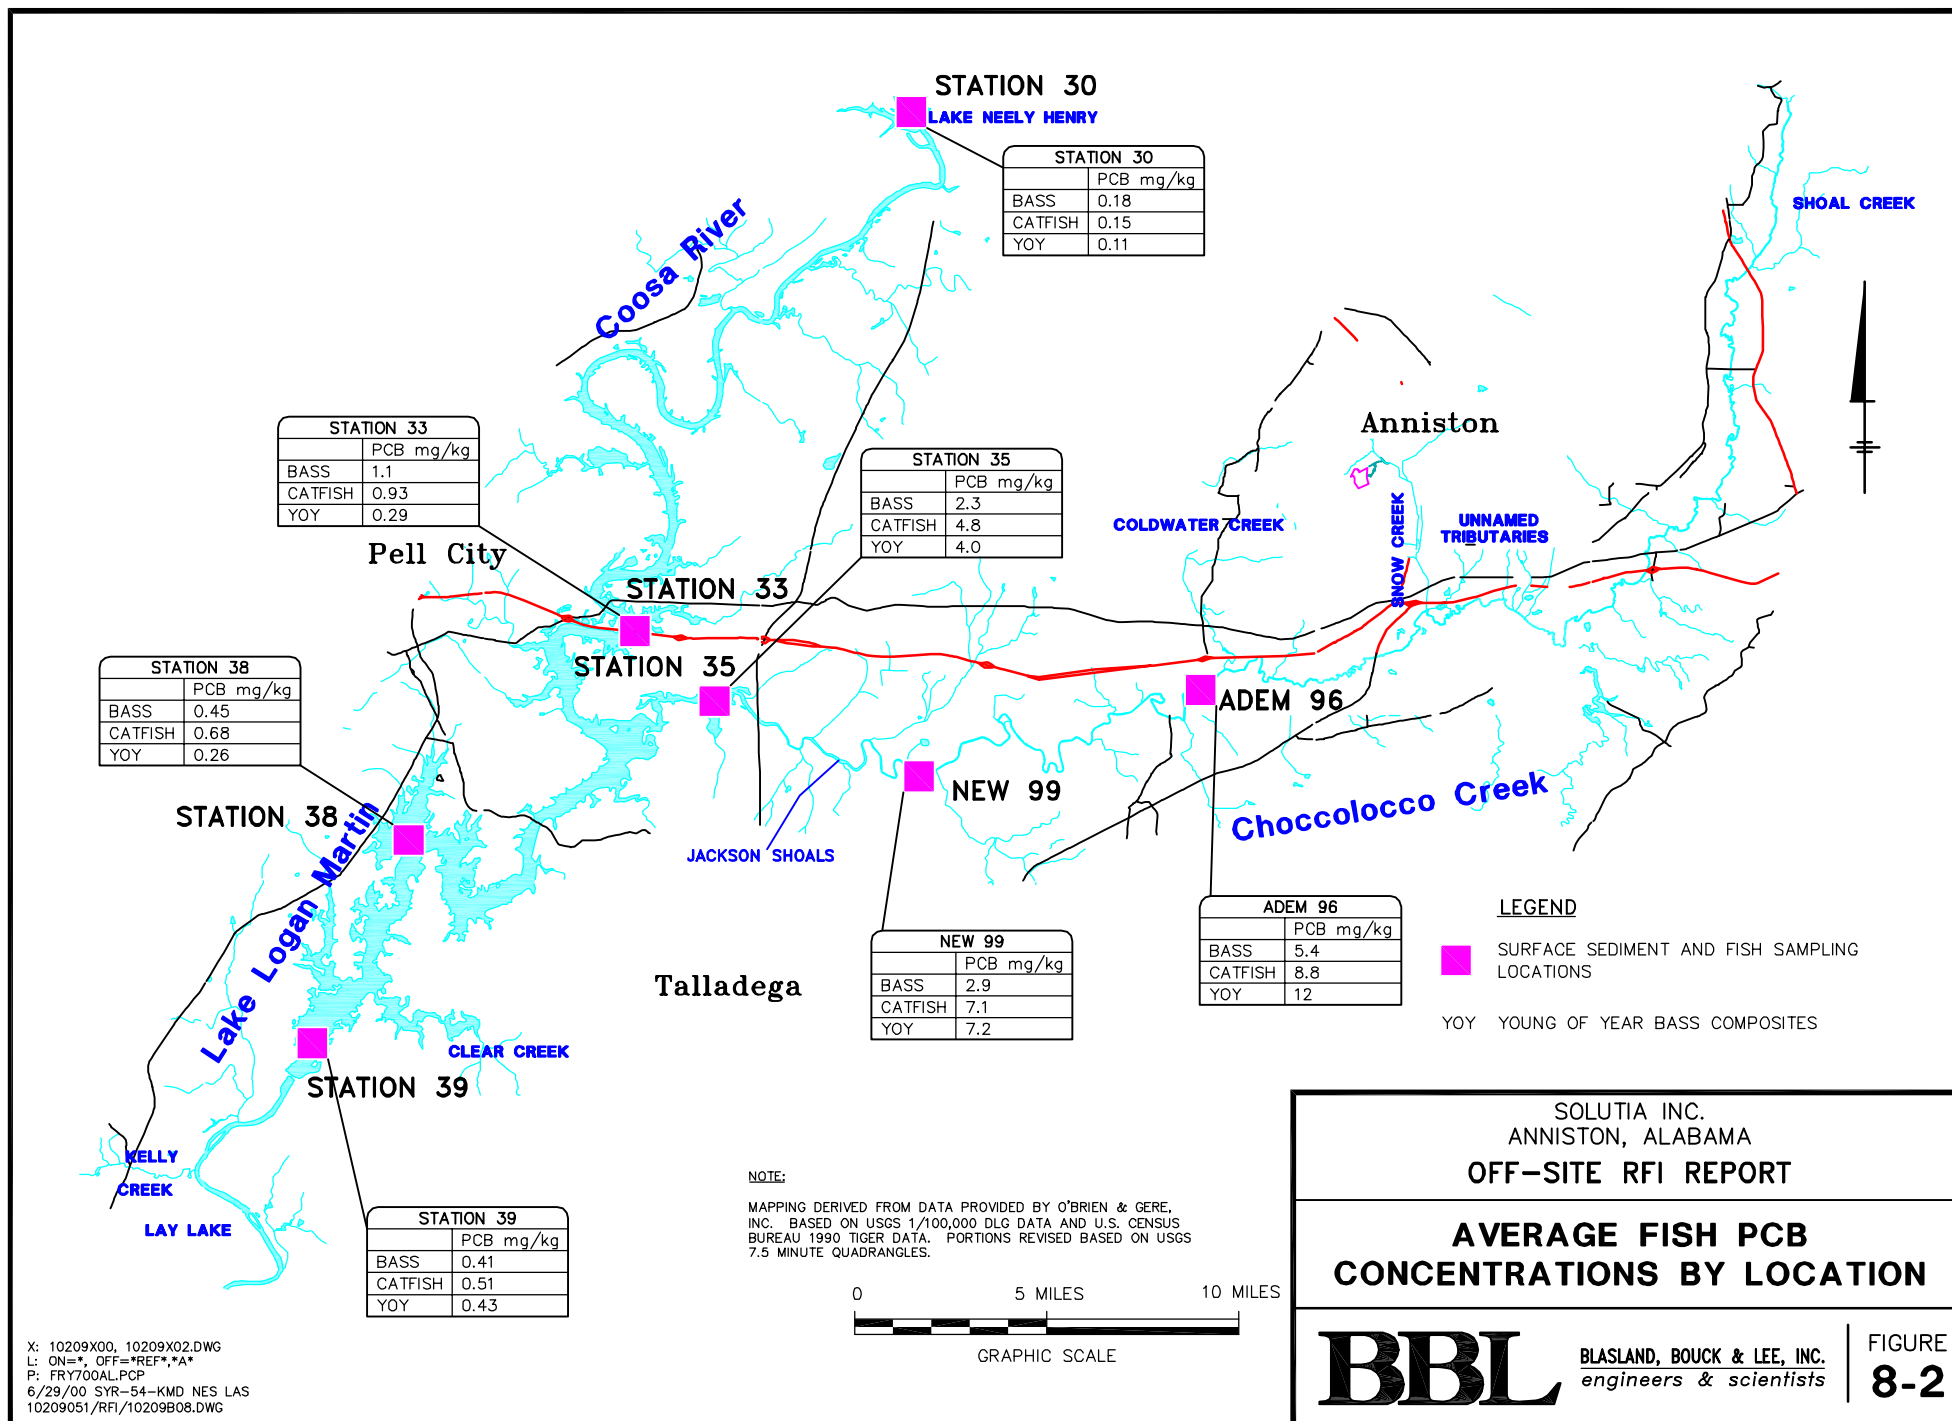 STATION 30
LAKE NEELY HENRY
STATION 30
PCB mg/kg
BASS 0.18
CATFISH 0.15
YOY 0.11
SHOAL CREEK
Coosa River
Anniston
STATION 33
PCB mg/kg
BASS 1.1
CATFISH 0.93
YOY 0.29
STATION 35
PCB mg/kg
BASS 2.3
CATFISH 4.8
YOY 4.0
COLDWATER CREEK
SNOW CREEK
UNNAMED
TRIBUTARIES
Pell City
STATION 33
STATION 35
STATION 38
PCB mg/kg
BASS 0.45
CATFISH 0.68
YOY 0.26
ADEM 96
NEW 99
STATION 38
Choccolocco Creek
JACKSON SHOALS
Lake Logan Martin
Talladega
NEW 99
PCB mg/kg
BASS 2.9
CATFISH 7.1
YOY 7.2
ADEM 96
PCB mg/kg
BASS 5.4
CATFISH 8.8
YOY 12
LEGEND
SURFACE SEDIMENT AND FISH SAMPLING
LOCATIONS
YOY YOUNG OF YEAR BASS COMPOSITES
CLEAR CREEK
STATION 39
KELLY
CREEK
LAY LAKE
STATION 39
PCB mg/kg
BASS 0.41
CATFISH 0.51
YOY 0.43
NOTE:
MAPPING DERIVED FROM DATA PROVIDED BY O'BRIEN & GERE,
INC. BASED ON USGS 1/100,000 DLG DATA AND U.S. CENSUS
BUREAU 1990 TIGER DATA. PORTIONS REVISED BASED ON USGS
7.5 MINUTE QUADRANGLES.
0 5 MILES 10 MILES
GRAPHIC SCALE
X: 10209X00, 10209X02.DWG
L: ON=*, OFF=*REF*,*A*
P: FRY700AL.PCP
6/29/00 SYR-54-KMD NES LAS
10209051/RFI/10209B08.DWG
SOLUTIA INC.
ANNISTON, ALABAMA
OFF-SITE RFI REPORT
AVERAGE FISH PCB
CONCENTRATIONS BY LOCATION
BBL
BLASLAND, BOUCK & LEE, INC.
engineers & scientists
FIGURE
8-2